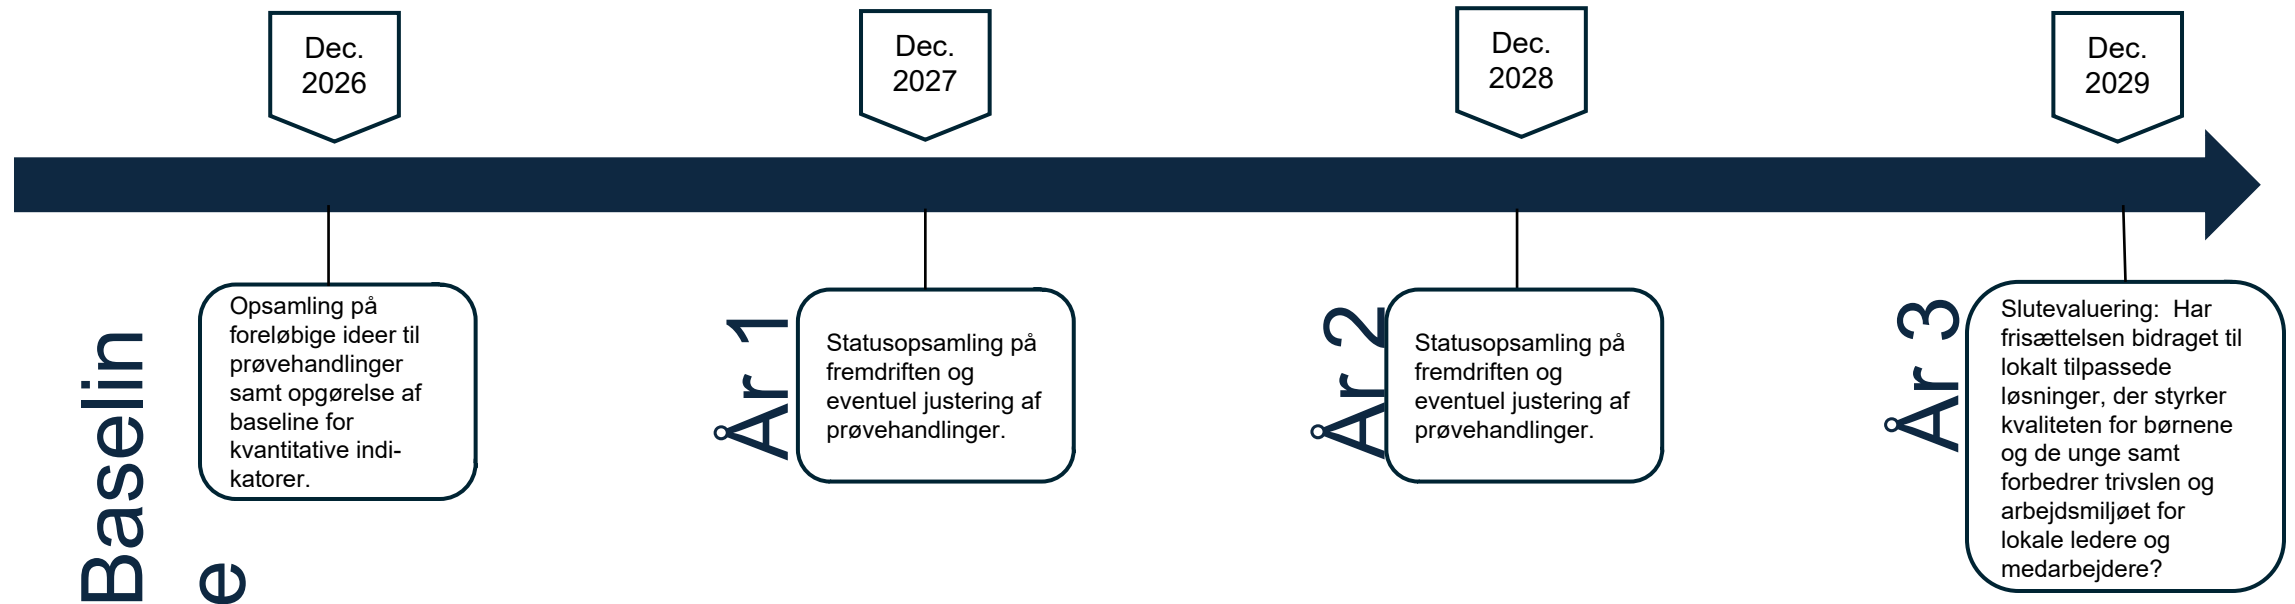 Dec.
2026
Dec.
2027
Dec.
2028
Dec.
2029
Baselin
e
Opsamling på
foreløbige ideer til
prøvehandlinger
samt opgørelse af
baseline for
kvantitative indi-
katorer.
År 1
Statusopsamling på
fremdriften og
eventuel justering af
prøvehandlinger.
År 2
Statusopsamling på
fremdriften og
eventuel justering af
prøvehandlinger.
År 3
Slutevaluering:  Har
frisættelsen bidraget til
lokalt tilpassede
løsninger, der styrker
kvaliteten for børnene
og de unge samt
forbedrer trivslen og
arbejdsmiljøet for
lokale ledere og
medarbejdere?